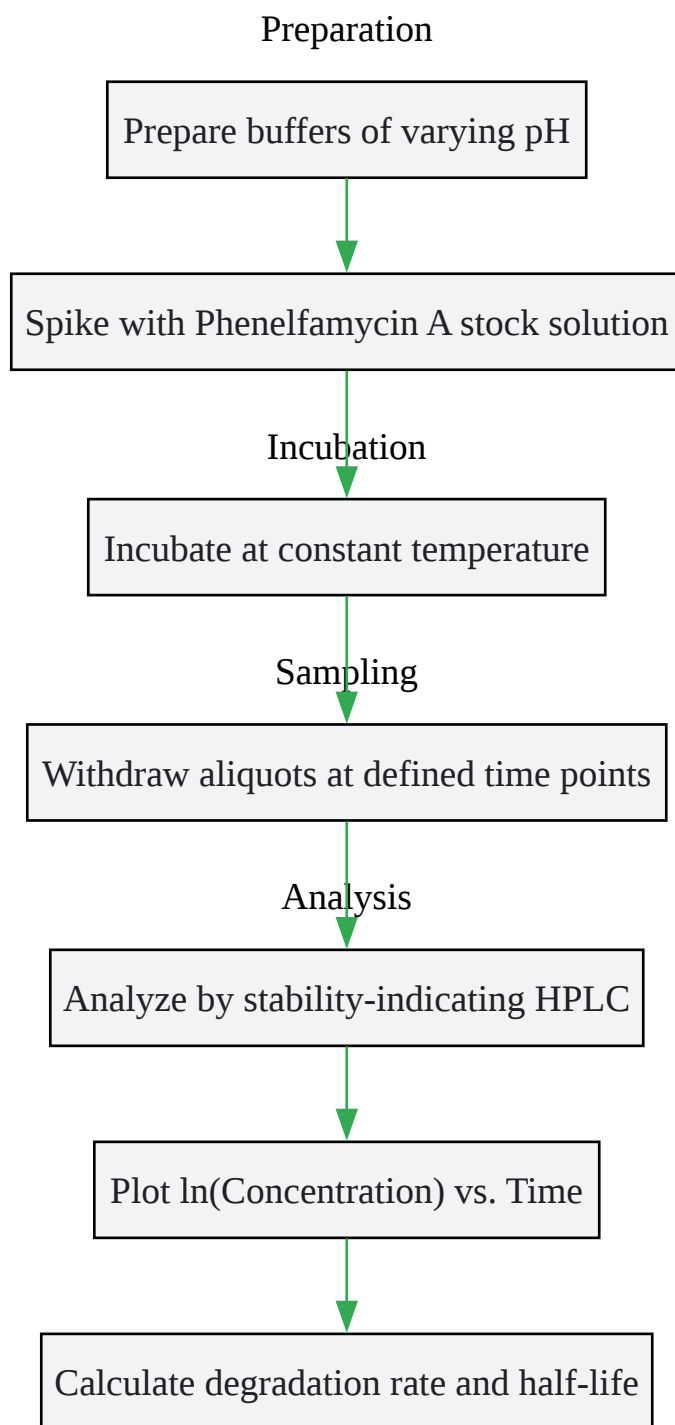 Preparation
Prepare buffers of varying pH
Spike with Phenelfamycin A stock solution
Incubation
Incubate at constant temperature
Sampling
Withdraw aliquots at defined time points
Analysis
Analyze by stability-indicating HPLC
Plot ln(Concentration) vs. Time
Calculate degradation rate and half-life